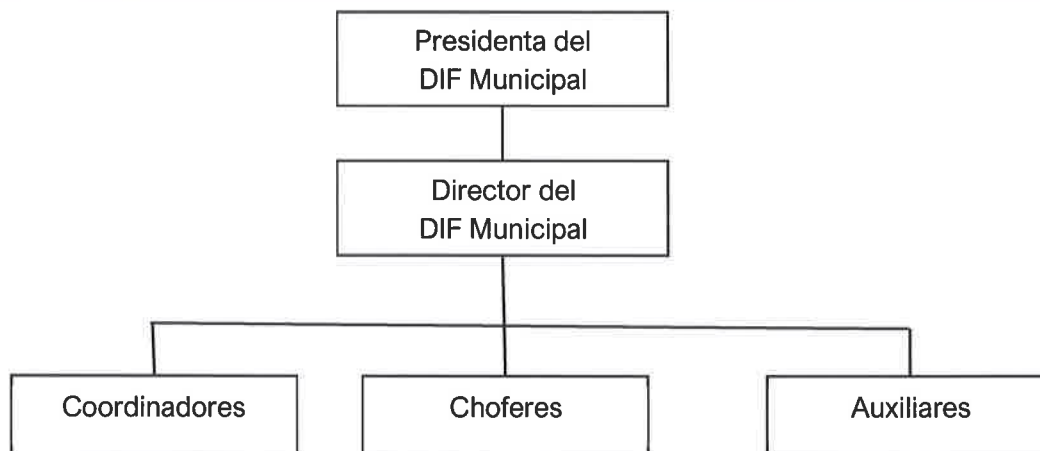 Presidenta del
DIF Municipal
Director del
DIF Municipal
Coordinadores
Choferes
Auxiliares